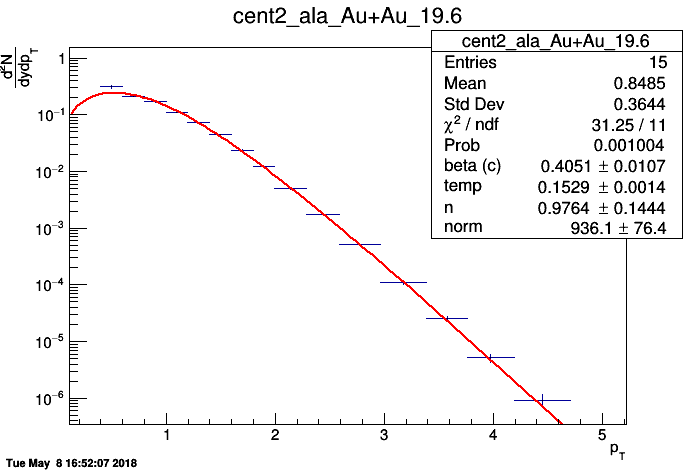 cent2_ala_Au+Au_19.6
d²N
dydp_T
cent2_ala_Au+Au_19.6
Entries 15
Mean 0.8485
Std Dev 0.3644
χ² / ndf 31.25 / 11
Prob 0.001004
beta (c) 0.4051 ± 0.0107
temp 0.1529 ± 0.0014
n 0.9764 ± 0.1444
norm 936.1 ± 76.4
1
10⁻¹
10⁻²
10⁻³
10⁻⁴
10⁻⁵
10⁻⁶
1 2 3 4 5
p_T
Tue May 8 16:52:07 2018